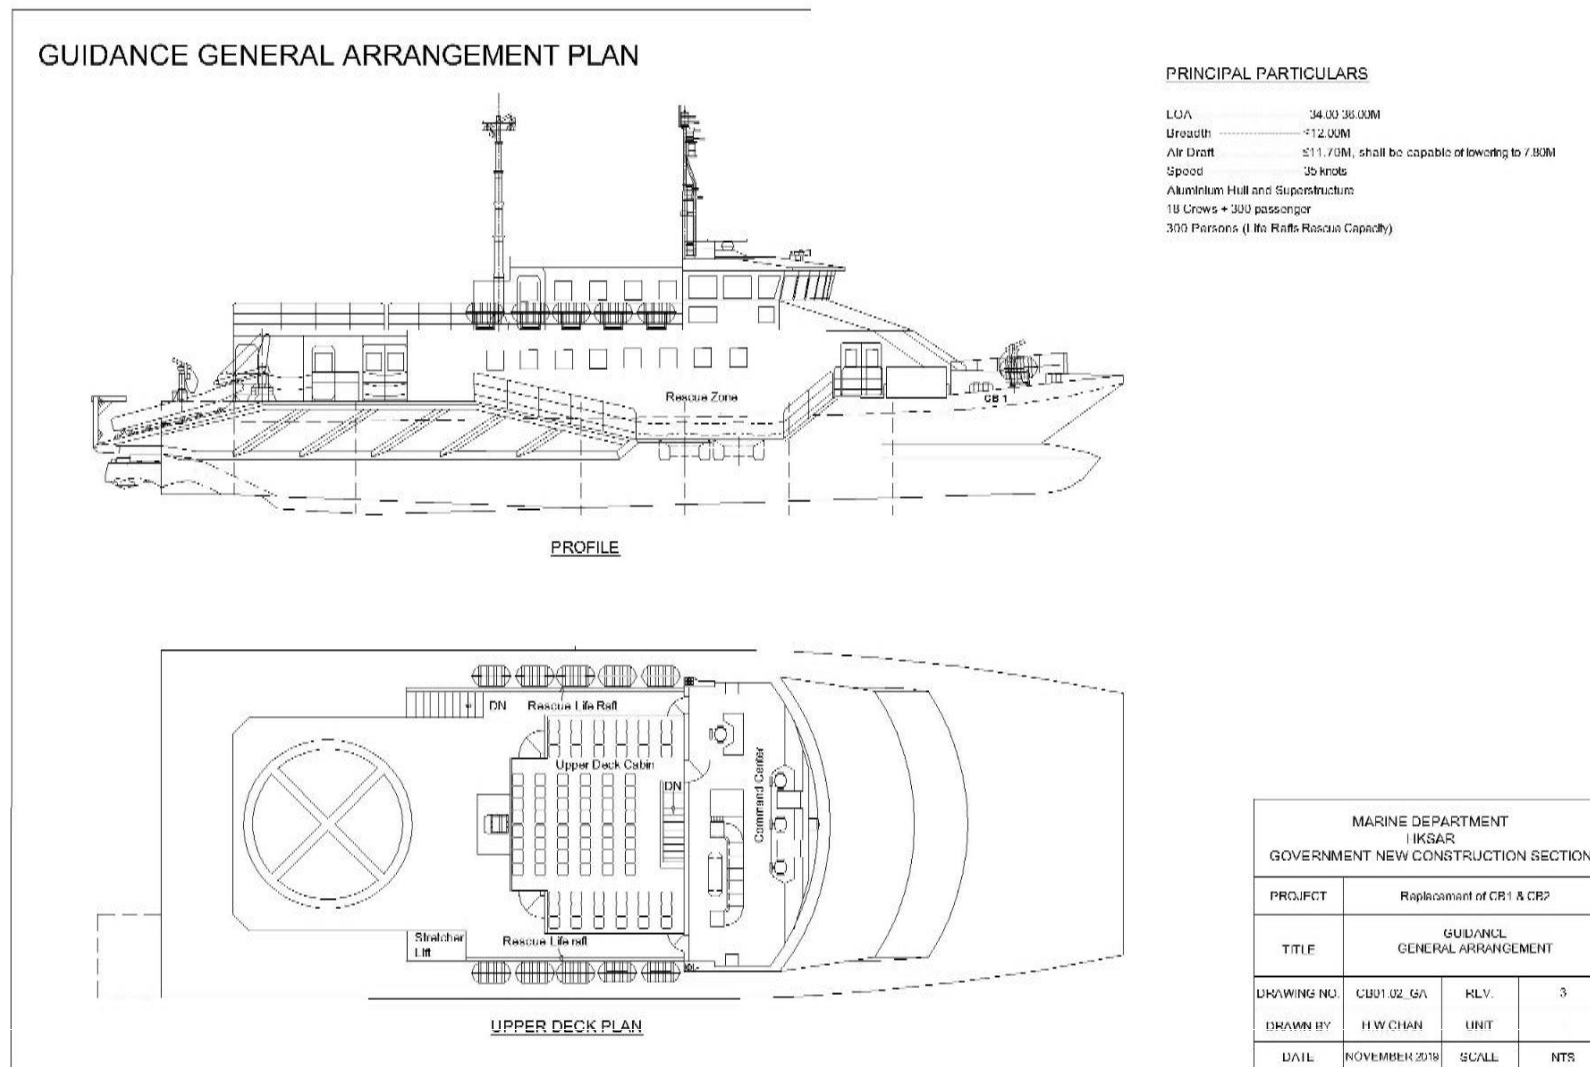 GUIDANCE GENERAL ARRANGEMENT PLAN
PRINCIPAL PARTICULARS
LOA 34.00 36.00M
Breadth ≤12.00M
Air Draft ≤11.70M, shall be capable of lowering to 7.80M
Speed 35 knots
Aluminium Hull and Superstructure
18 Crews + 300 passenger
300 Persons (Life Rafts Rescue Capacity)
Rescue Zone
CB 1
PROFILE
DN
Rescue Life Raft
Upper Deck Cabin
DN
Command Center
Stretcher
Lift
Rescue Life raft
UPPER DECK PLAN
MARINE DEPARTMENT
HKSAR
GOVERNMENT NEW CONSTRUCTION SECTION
PROJECT Replacement of CB1 & CB2
TITLE GUIDANCE
GENERAL ARRANGEMENT
DRAWING NO. CB01.02_GA REV. 3
DRAWN BY H.W.CHAN UNIT
DATE NOVEMBER 2019 SCALE NTS